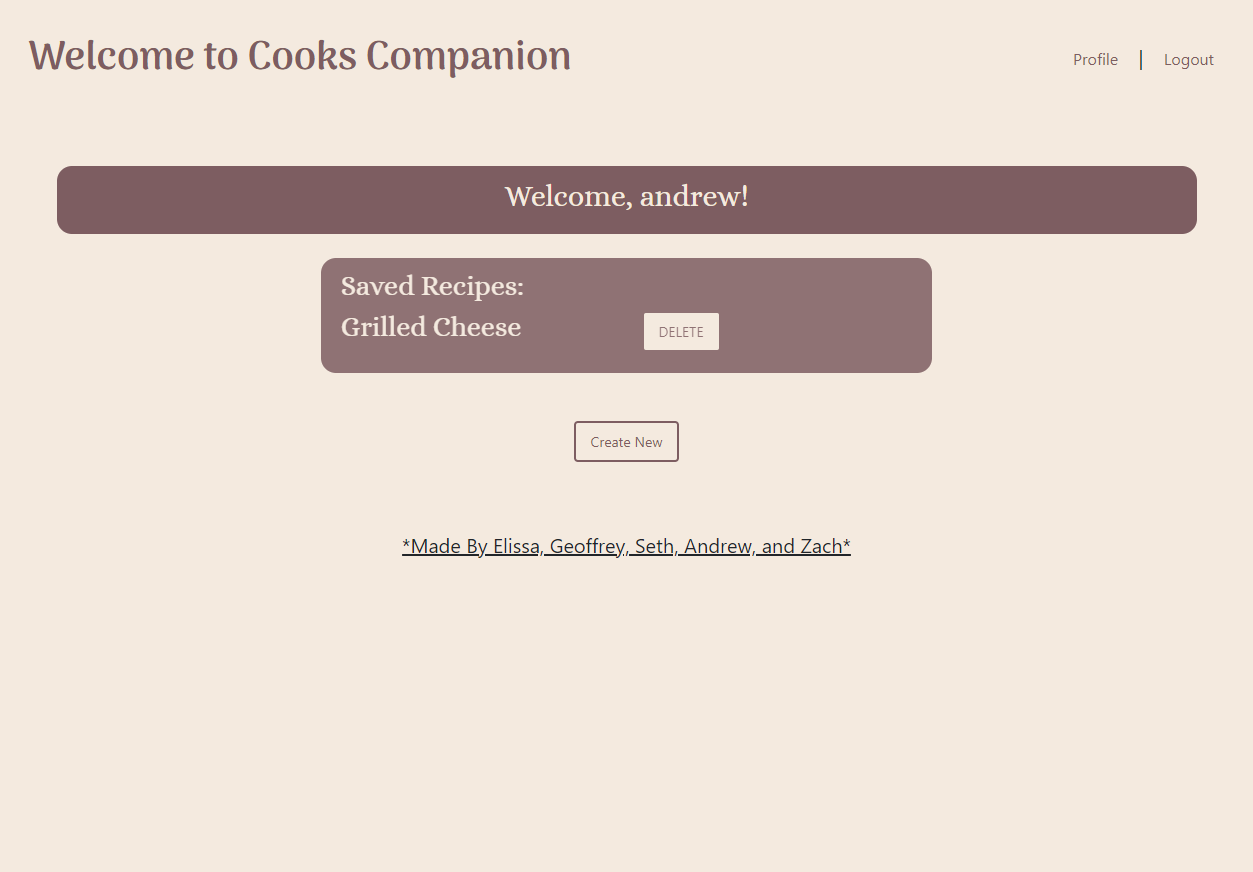 Welcome to Cooks Companion
Profile | Logout
Welcome, andrew!
Saved Recipes:
Grilled Cheese DELETE
Create New
*Made By Elissa, Geoffrey, Seth, Andrew, and Zach*